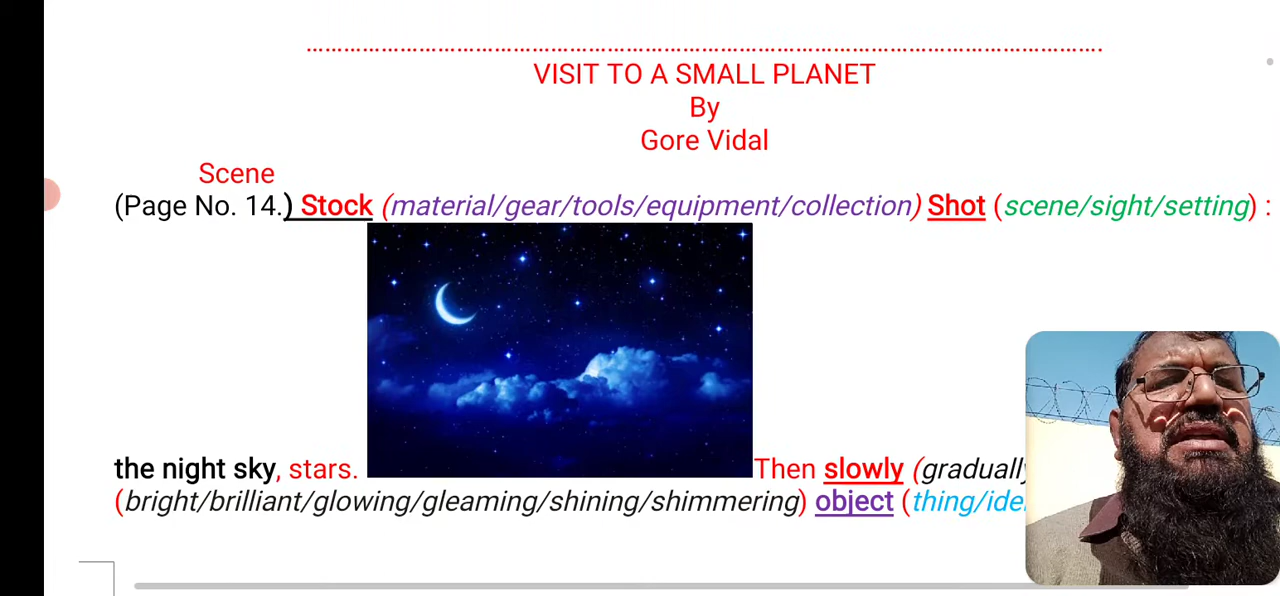 VISIT TO A SMALL PLANET
By
Gore Vidal
Scene
(Page No. 14.) Stock (material/gear/tools/equipment/collection) Shot (scene/sight/setting) :
the night sky, stars. Then slowly (gradually
(bright/brilliant/glowing/gleaming/shining/shimmering) object (thing/ide